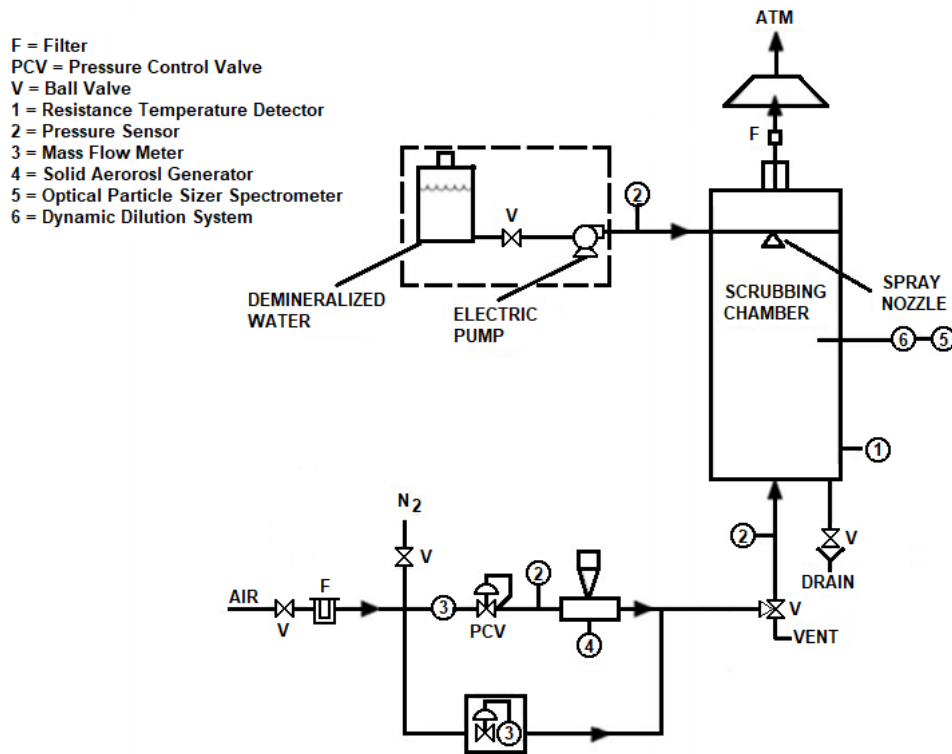 ATM
F = Filter
PCV = Pressure Control Valve
V = Ball Valve
1 = Resistance Temperature Detector
2 = Pressure Sensor
3 = Mass Flow Meter
4 = Solid Aerorosl Generator
5 = Optical Particle Sizer Spectrometer
6 = Dynamic Dilution System
F
V
2
DEMINERALIZED
WATER
ELECTRIC
PUMP
SCRUBBING
CHAMBER
SPRAY
NOZZLE
6
5
1
N2
V
2
V
DRAIN
AIR
V
F
3
PCV
2
4
V
VENT
3